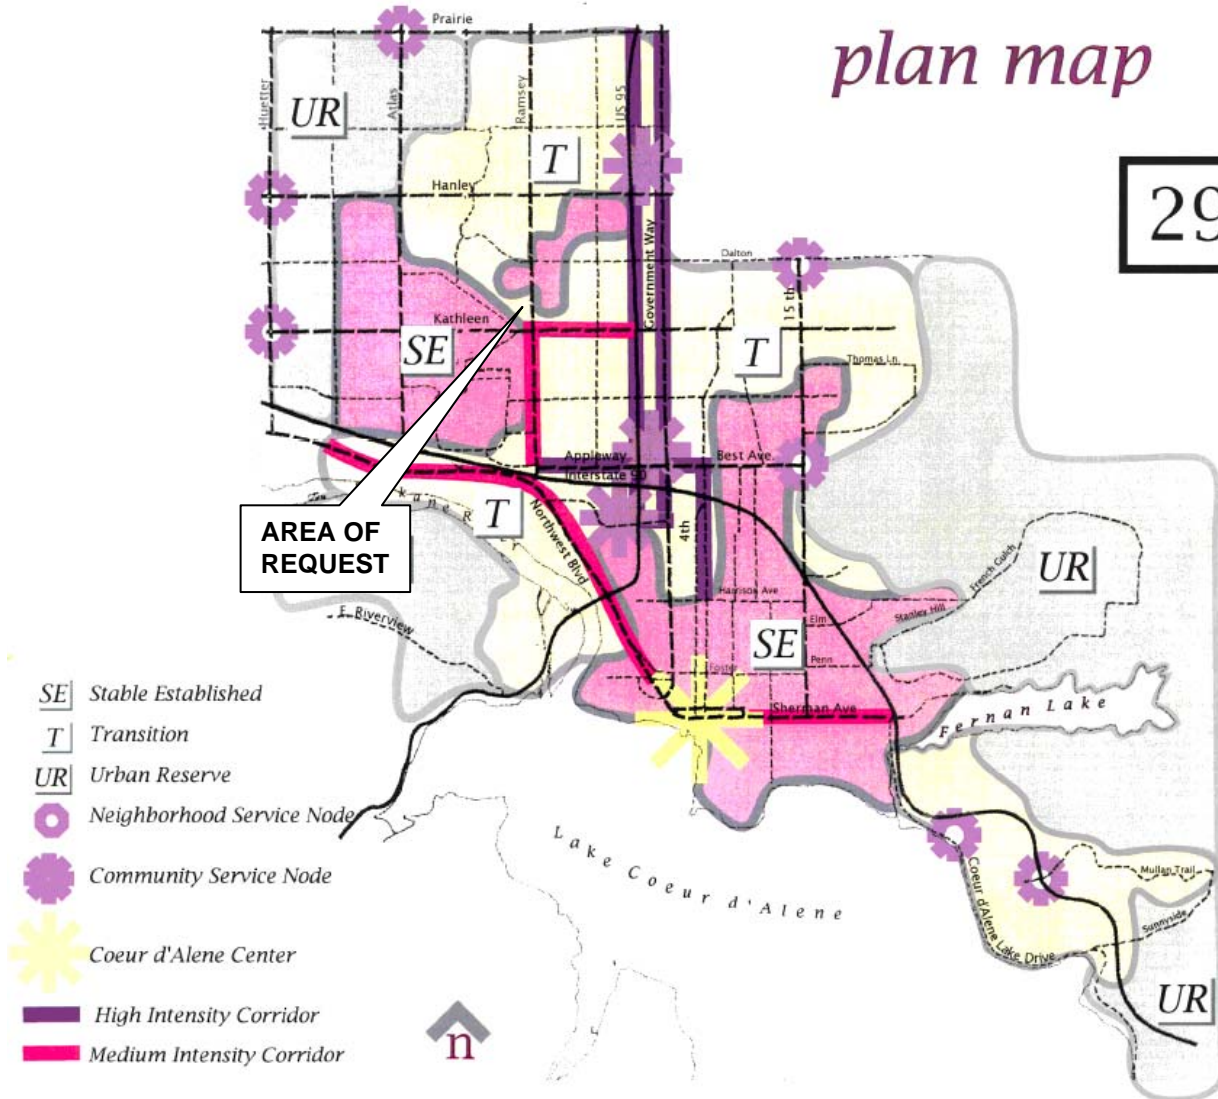 plan map
29
Prairie
Huetter
UR
Atlas
Ramsey
US 95
T
Hanley
Government Way
Dalton
15 th
Kathleen
SE
T
Thomas Ln.
Appleway
Best Ave.
Interstate 90
T
AREA OF
REQUEST
Northwest Blvd
4th
UR
French Gulch
Harrison Ave
Stanley Hill
Elm
E. Riverview
SE
Penn
Foster
Sherman Ave
Fernan Lake
SE Stable Established
T Transition
UR Urban Reserve
Neighborhood Service Node
Community Service Node
Coeur d'Alene Center
High Intensity Corridor
Medium Intensity Corridor
n
Lake Coeur d'Alene
Coeur d'Alene Lake Drive
Mullan Trail
Sunnyside
UR